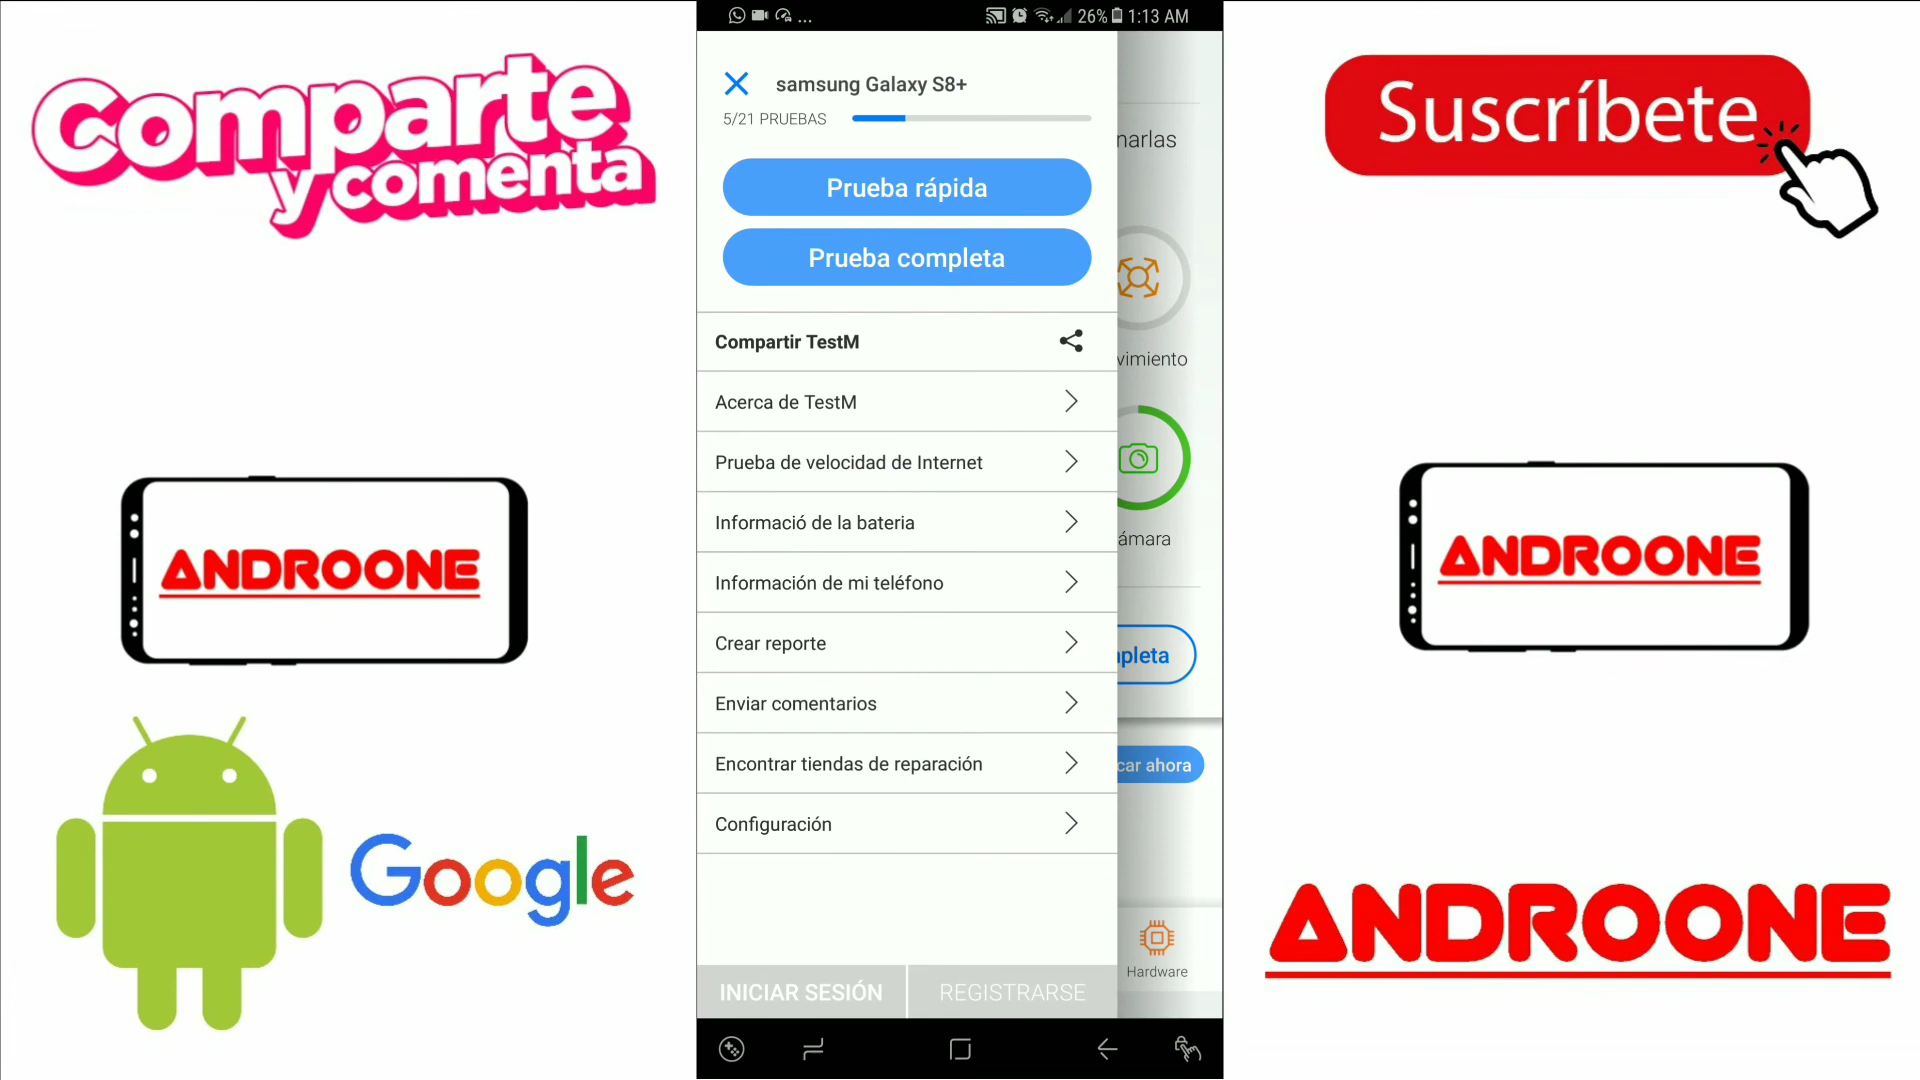 Comparte
y comenta
ANDROONE
Google
... 26% 1:13 AM
samsung Galaxy S8+
5/21 PRUEBAS
Prueba rápida
Prueba completa
Compartir TestM
Acerca de TestM
Prueba de velocidad de Internet
Informació de la bateria
Información de mi teléfono
Crear reporte
Enviar comentarios
Encontrar tiendas de reparación
Configuración
INICIAR SESIÓN REGISTRARSE
narlas
vimiento
ámara
pleta
car ahora
Hardware
Suscríbete
ANDROONE
ANDROONE